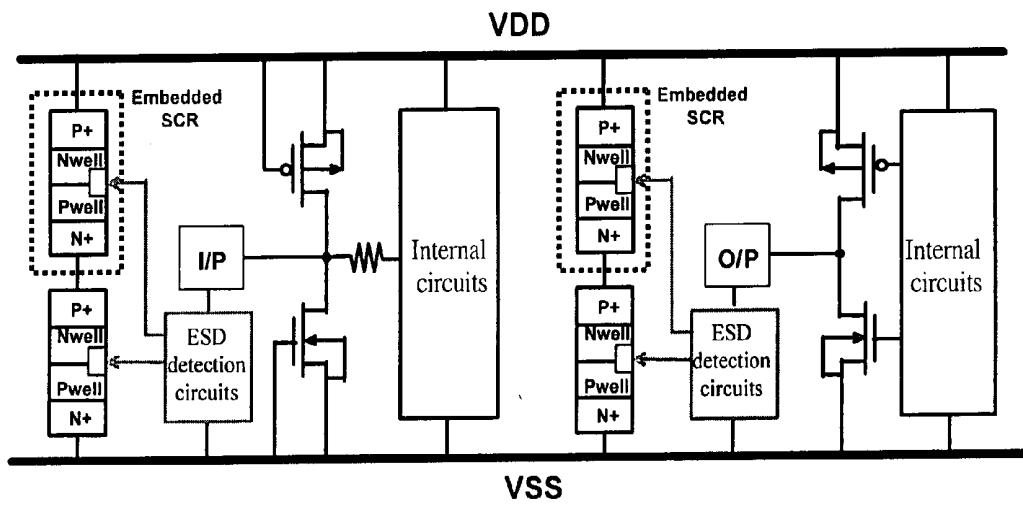 VDD
Embedded
SCR
P+
Nwell
Pwell
N+
P+
Nwell
Pwell
N+
I/P
ESD
detection
circuits
Internal
circuits
Embedded
SCR
P+
Nwell
Pwell
N+
P+
Nwell
Pwell
N+
O/P
ESD
detection
circuits
Internal
circuits
VSS